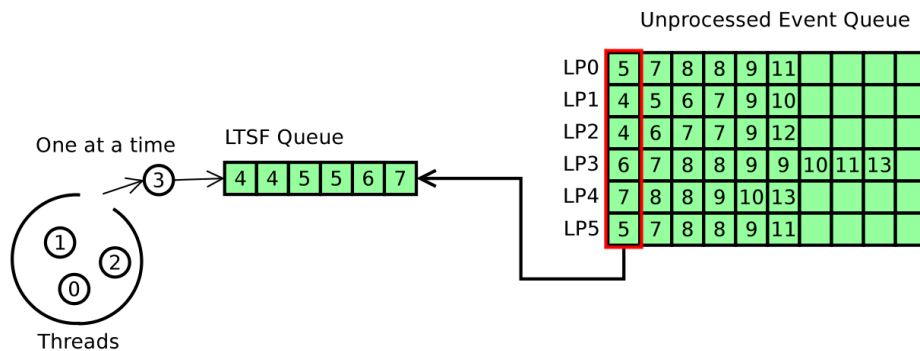 Unprocessed Event Queue
LP0 5 7 8 8 9 11
LP1 4 5 6 7 9 10
LP2 4 6 7 7 9 12
LP3 6 7 8 8 9 9 10 11 13
LP4 7 8 8 9 10 13
LP5 5 7 8 8 9 11
LTSF Queue
4 4 5 5 6 7
One at a time
3
1
2
0
Threads